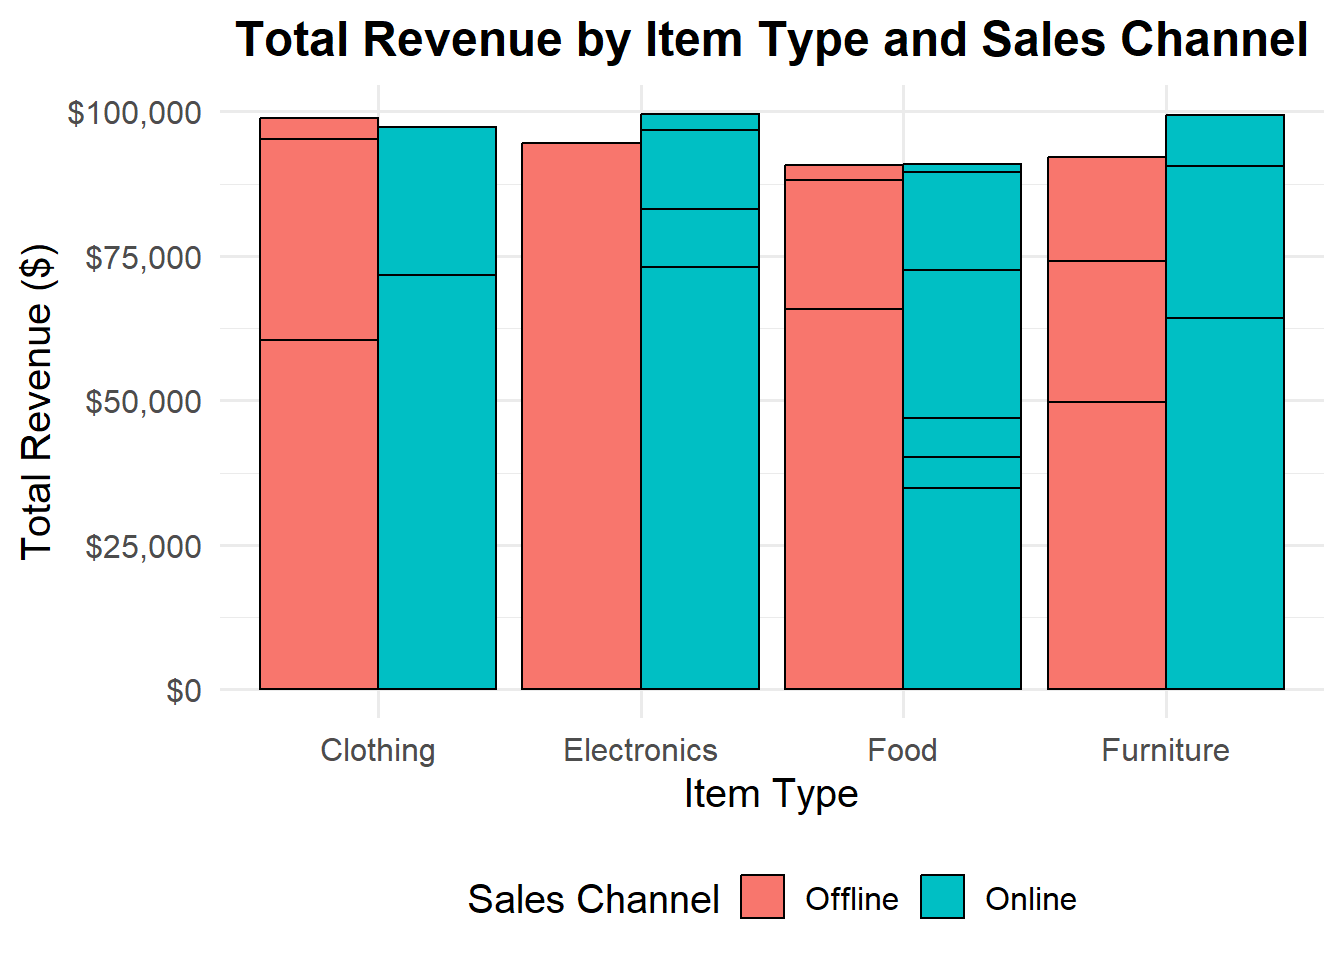 Total Revenue by Item Type and Sales Channel
Total Revenue ($)
$100,000
$75,000
$50,000
$25,000
$0
Clothing Electronics Food Furniture
Item Type
Sales Channel Offline Online